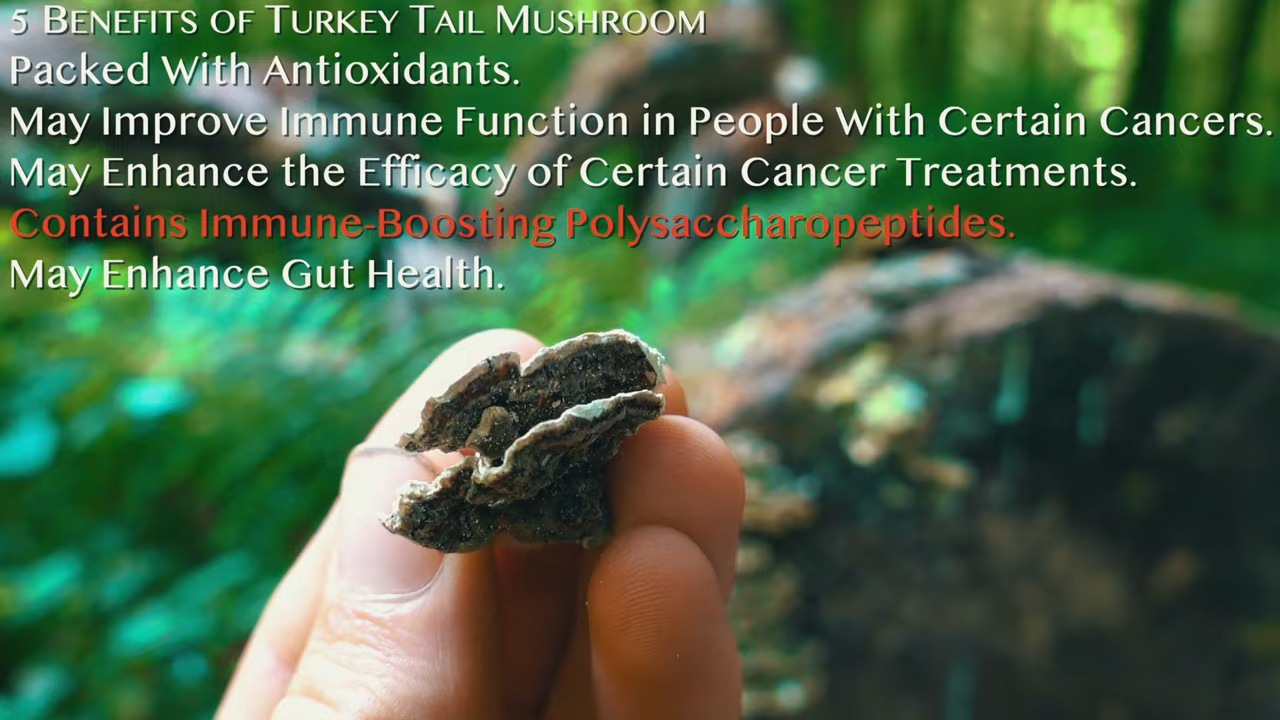 5 Benefits of Turkey Tail Mushroom
Packed With Antioxidants.
May Improve Immune Function in People With Certain Cancers.
May Enhance the Efficacy of Certain Cancer Treatments.
Contains Immune-Boosting Polysaccharopeptides.
May Enhance Gut Health.